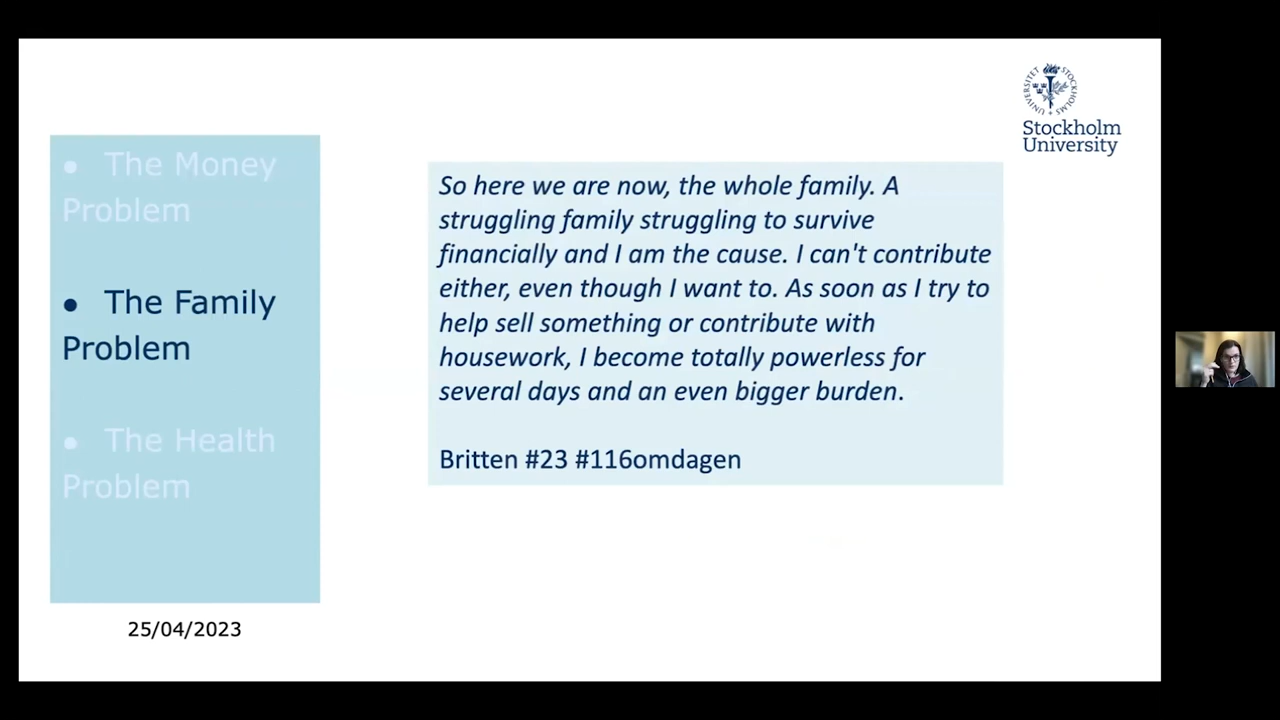 STOCKHOLMS UNIVERSITET
Stockholm
University
● The Money
Problem
● The Family
Problem
● The Health
Problem
25/04/2023
So here we are now, the whole family. A
struggling family struggling to survive
financially and I am the cause. I can't contribute
either, even though I want to. As soon as I try to
help sell something or contribute with
housework, I become totally powerless for
several days and an even bigger burden.
Britten #23 #116omdagen